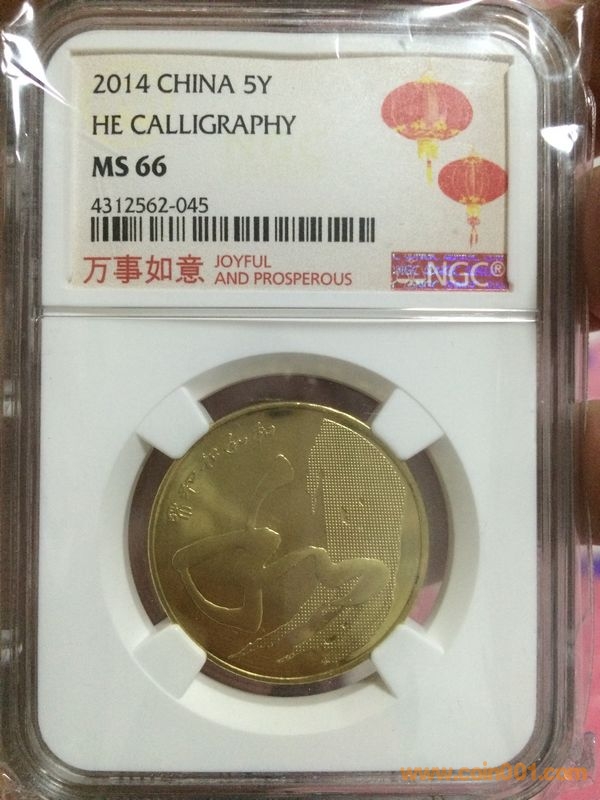 2014 CHINA 5Y
HE CALLIGRAPHY
MS 66
4312562-045
万事如意 JOYFUL
AND PROSPEROUS
NGC NGC®
www.coin001.com